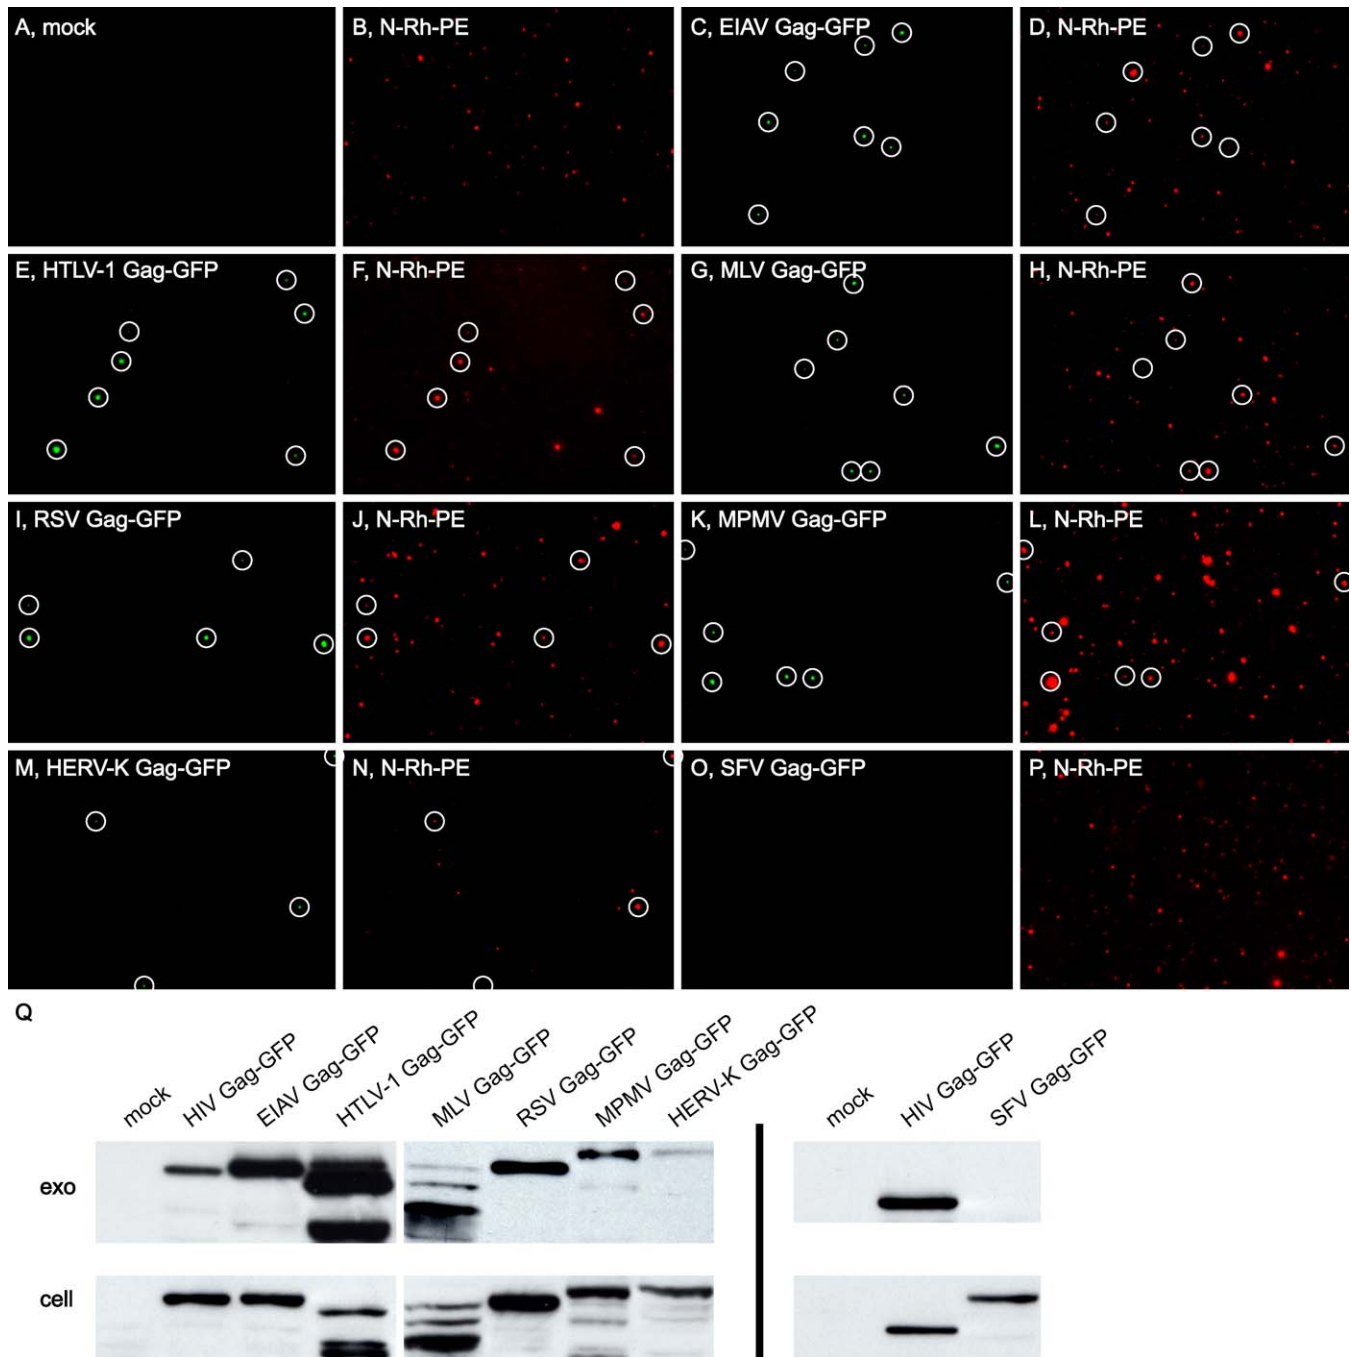 A, mock
B, N-Rh-PE
C, EIAV Gag-GFP
D, N-Rh-PE
E, HTLV-1 Gag-GFP
F, N-Rh-PE
G, MLV Gag-GFP
H, N-Rh-PE
I, RSV Gag-GFP
J, N-Rh-PE
K, MPMV Gag-GFP
L, N-Rh-PE
M, HERV-K Gag-GFP
N, N-Rh-PE
O, SFV Gag-GFP
P, N-Rh-PE
Q
mock
HIV Gag-GFP
EIAV Gag-GFP
HTLV-1 Gag-GFP
MLV Gag-GFP
RSV Gag-GFP
MPMV Gag-GFP
HERV-K Gag-GFP
mock
HIV Gag-GFP
SFV Gag-GFP
exo
cell